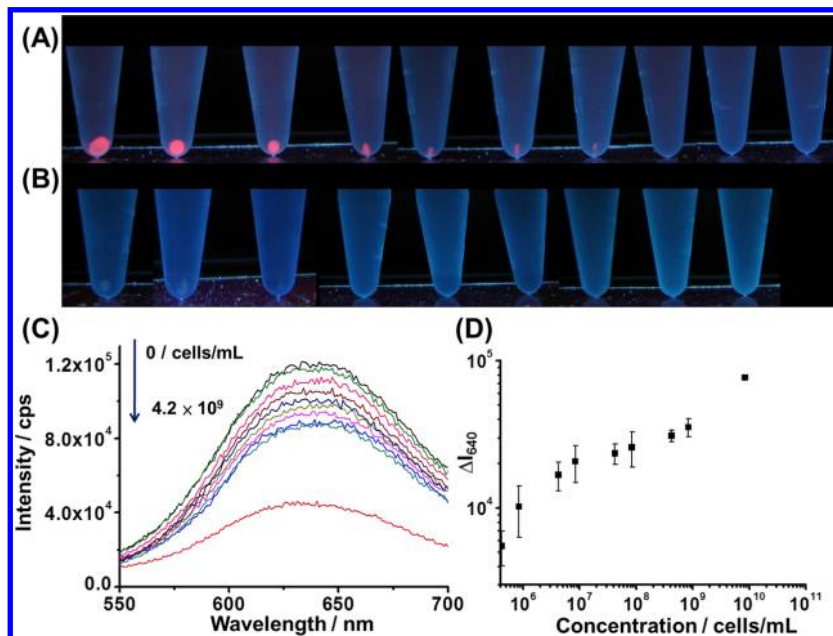 (A)
(B)
(C)
0 / cells/mL
4.2 × 10⁹
1.2x10⁵
8.0x10⁴
4.0x10⁴
0.0
Intensity / cps
550 600 650 700
Wavelength / nm
(D)
10⁵
10⁴
ΔI₆₄₀
10⁶ 10⁷ 10⁸ 10⁹ 10¹⁰ 10¹¹
Concentration / cells/mL